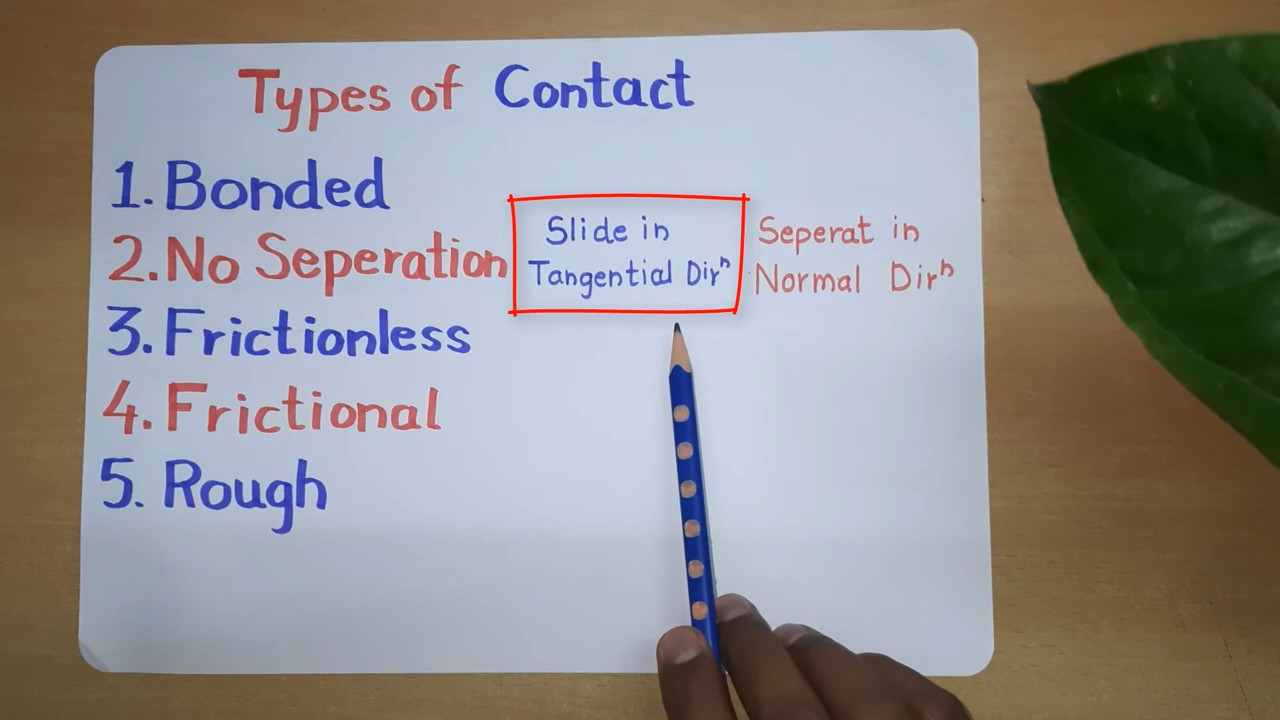 Types of Contact
1. Bonded
2. No Seperation
Slide in
Tangential Dirⁿ
Seperat in
Normal Dirⁿ
3. Frictionless
4. Frictional
5. Rough